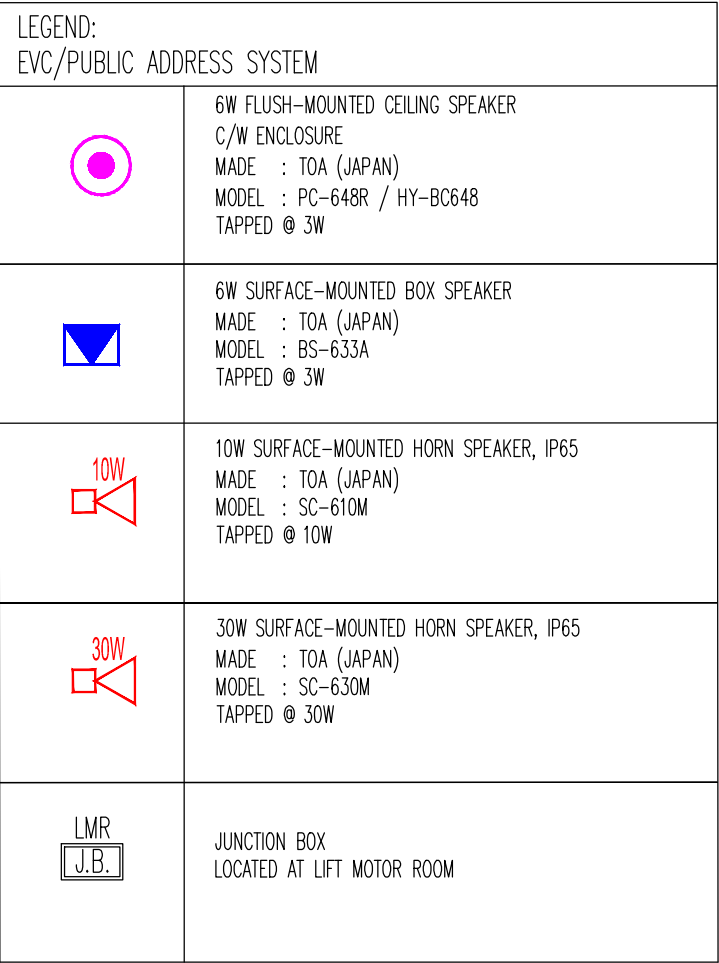 LEGEND:
EVC/PUBLIC ADDRESS SYSTEM
6W FLUSH-MOUNTED CEILING SPEAKER
C/W ENCLOSURE
MADE : TOA (JAPAN)
MODEL : PC-648R / HY-BC648
TAPPED @ 3W
6W SURFACE-MOUNTED BOX SPEAKER
MADE : TOA (JAPAN)
MODEL : BS-633A
TAPPED @ 3W
10W
10W SURFACE-MOUNTED HORN SPEAKER, IP65
MADE : TOA (JAPAN)
MODEL : SC-610M
TAPPED @ 10W
30W
30W SURFACE-MOUNTED HORN SPEAKER, IP65
MADE : TOA (JAPAN)
MODEL : SC-630M
TAPPED @ 30W
LMR
J.B.
JUNCTION BOX
LOCATED AT LIFT MOTOR ROOM